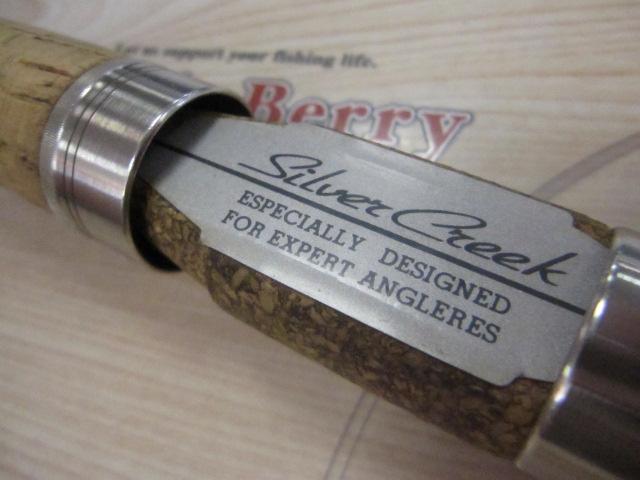 Let us support your fishing life.
Berry
Silver Creek
ESPECIALLY DESIGNED
FOR EXPERT ANGLERES